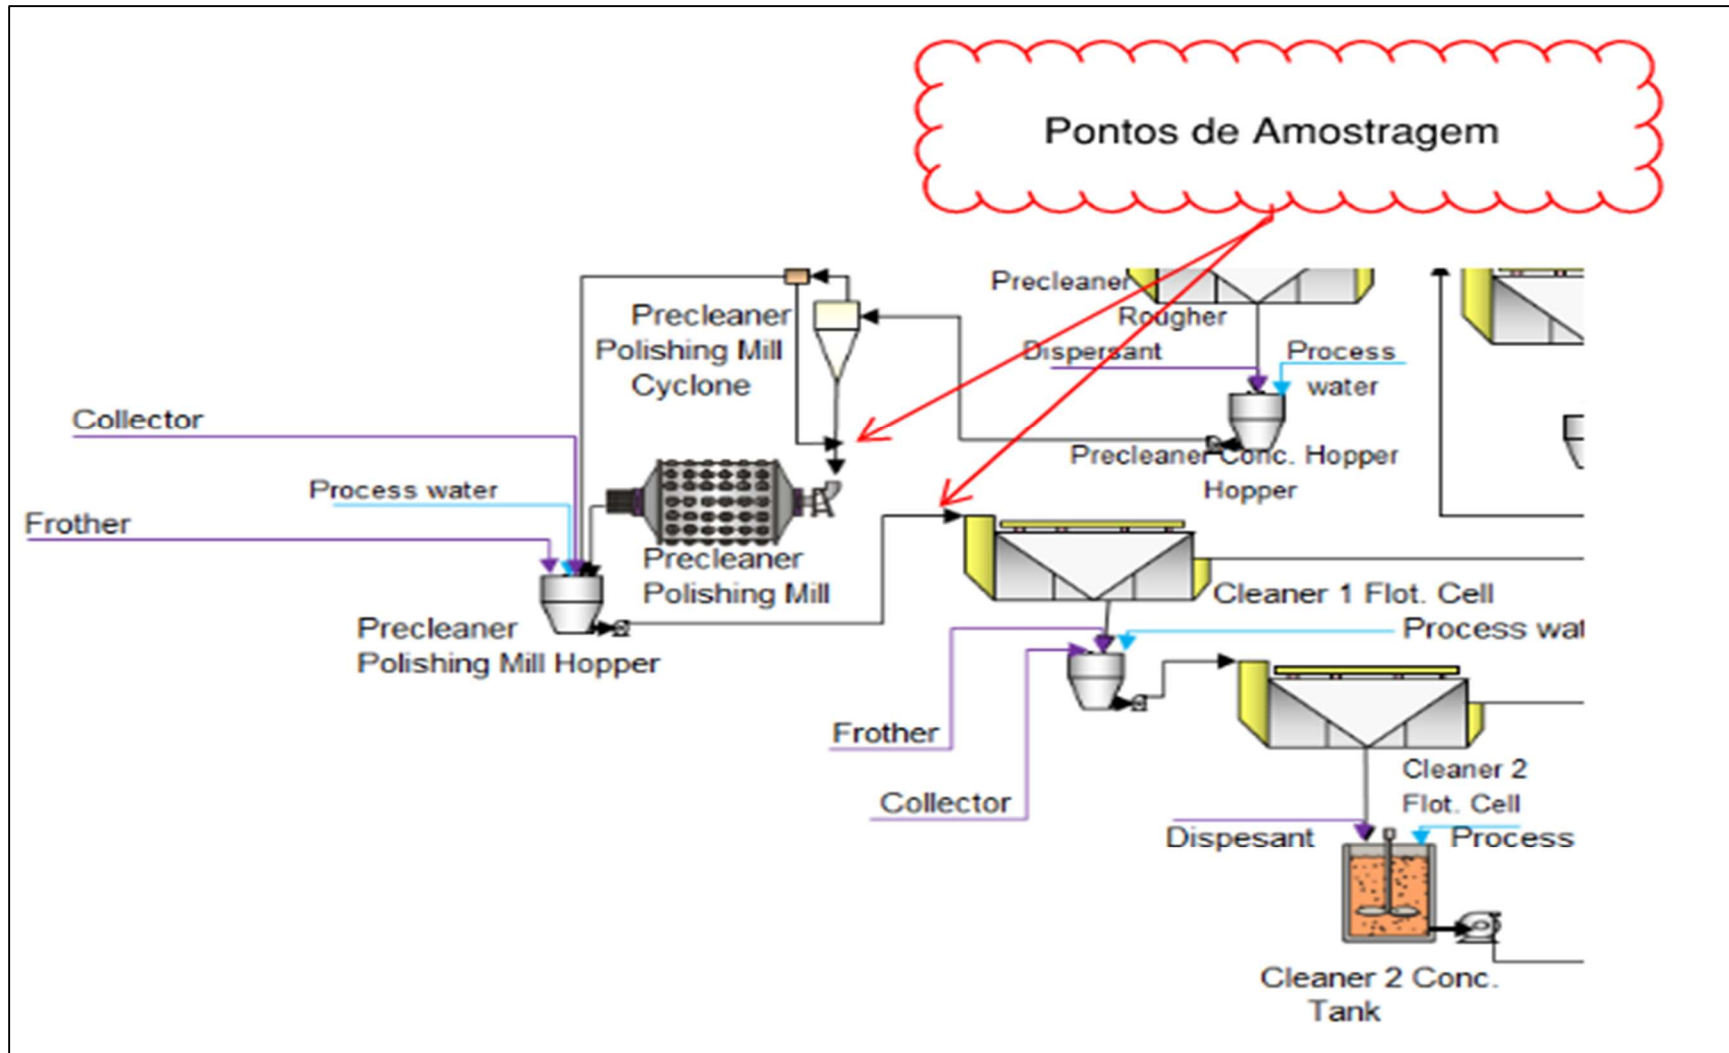 Pontos de Amostragem
Precleaner
Rougher
Dispersant
Process
water
Precleaner
Polishing Mill
Cyclone
Collector
Precleaner Conc. Hopper
Hopper
Process water
Frother
Precleaner
Polishing Mill
Cleaner 1 Flot. Cell
Process wat
Precleaner
Polishing Mill Hopper
Frother
Collector
Cleaner 2
Flot. Cell
Dispesant
Process
Cleaner 2 Conc.
Tank